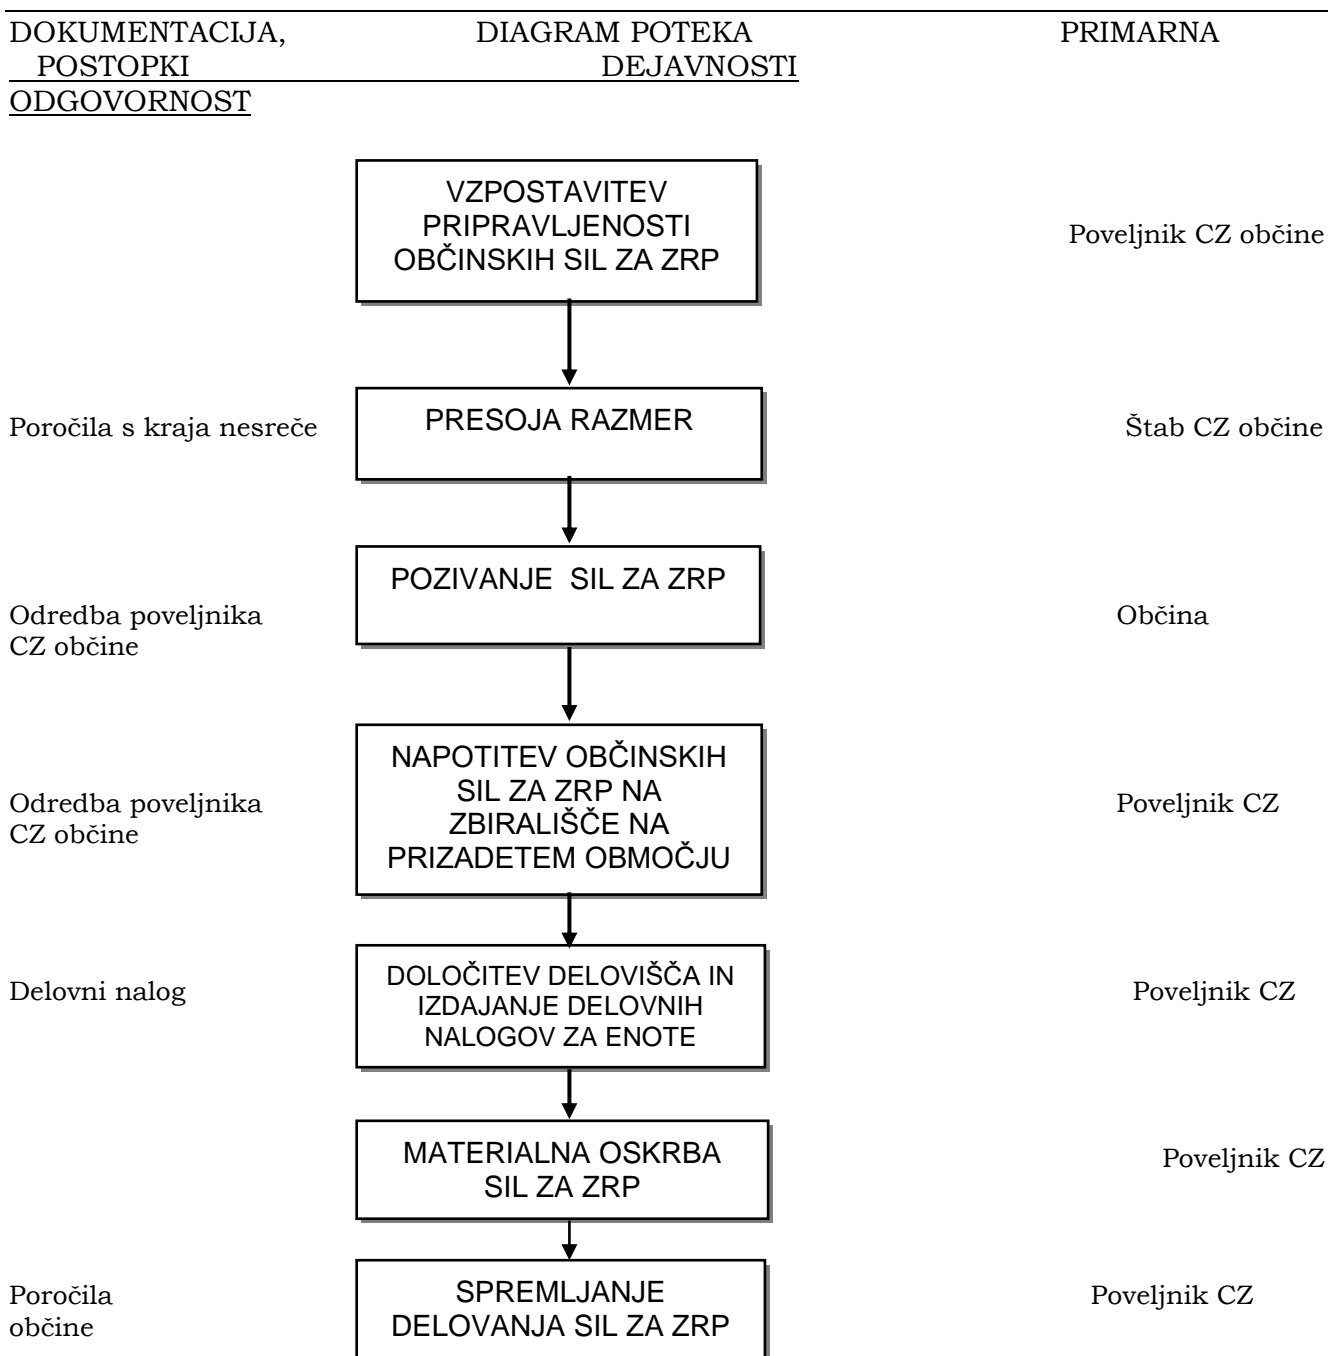 DOKUMENTACIJA, DIAGRAM POTEKA PRIMARNA
POSTOPKI DEJAVNOSTI
ODGOVORNOST
VZPOSTAVITEV
PRIPRAVLJENOSTI
OBČINSKIH SIL ZA ZRP
Poveljnik CZ občine
Poročila s kraja nesreče
PRESOJA RAZMER
Štab CZ občine
POZIVANJE SIL ZA ZRP
Odredba poveljnika
CZ občine
Občina
NAPOTITEV OBČINSKIH
SIL ZA ZRP NA
ZBIRALIŠČE NA
PRIZADETEM OBMOČJU
Odredba poveljnika
CZ občine
Poveljnik CZ
Delovni nalog
DOLOČITEV DELOVIŠČA IN
IZDAJANJE DELOVNIH
NALOGOV ZA ENOTE
Poveljnik CZ
MATERIALNA OSKRBA
SIL ZA ZRP
Poveljnik CZ
Poročila
občine
SPREMLJANJE
DELOVANJA SIL ZA ZRP
Poveljnik CZ